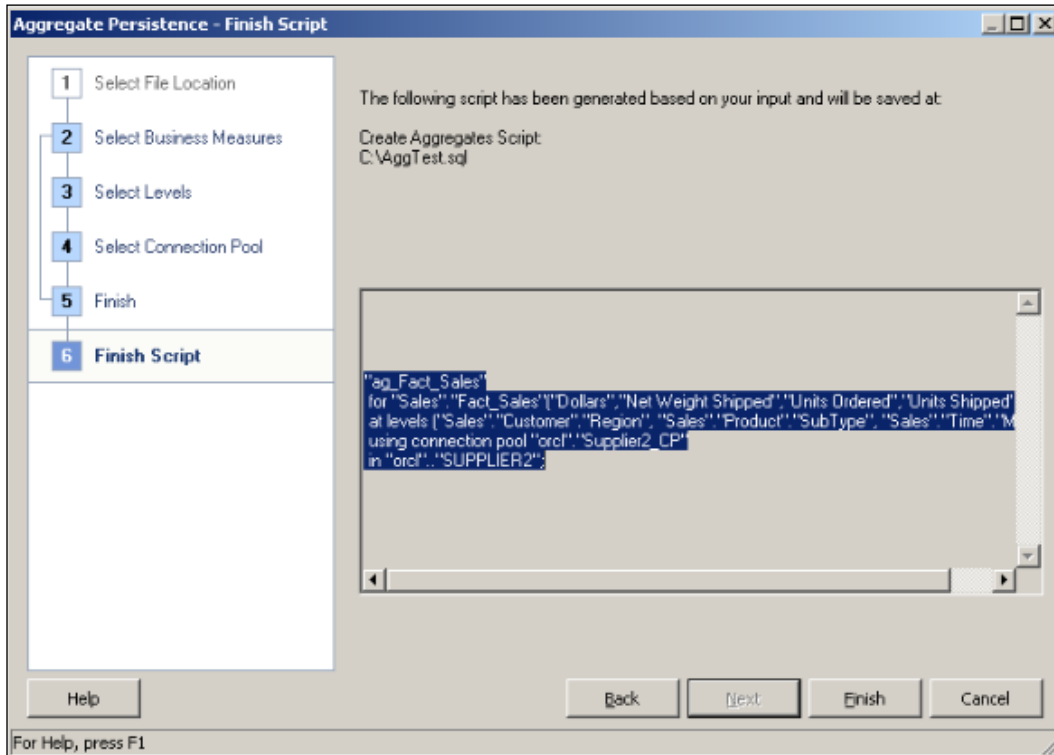 Aggregate Persistence - Finish Script
1 Select File Location
2 Select Business Measures
3 Select Levels
4 Select Connection Pool
5 Finish
6 Finish Script
The following script has been generated based on your input and will be saved at:
Create Aggregates Script:
C:\AggTest.sql
"ag_Fact_Sales"
for "Sales"."Fact_Sales"("Dollars","Net Weight Shipped","Units Ordered","Units Shipped"
at levels ("Sales"."Customer"."Region", "Sales"."Product"."SubType", "Sales"."Time"."M
using connection pool "orcl"."Supplier2_CP"
in "orcl".."SUPPLIER2";
Help
Back
Next
Finish
Cancel
For Help, press F1